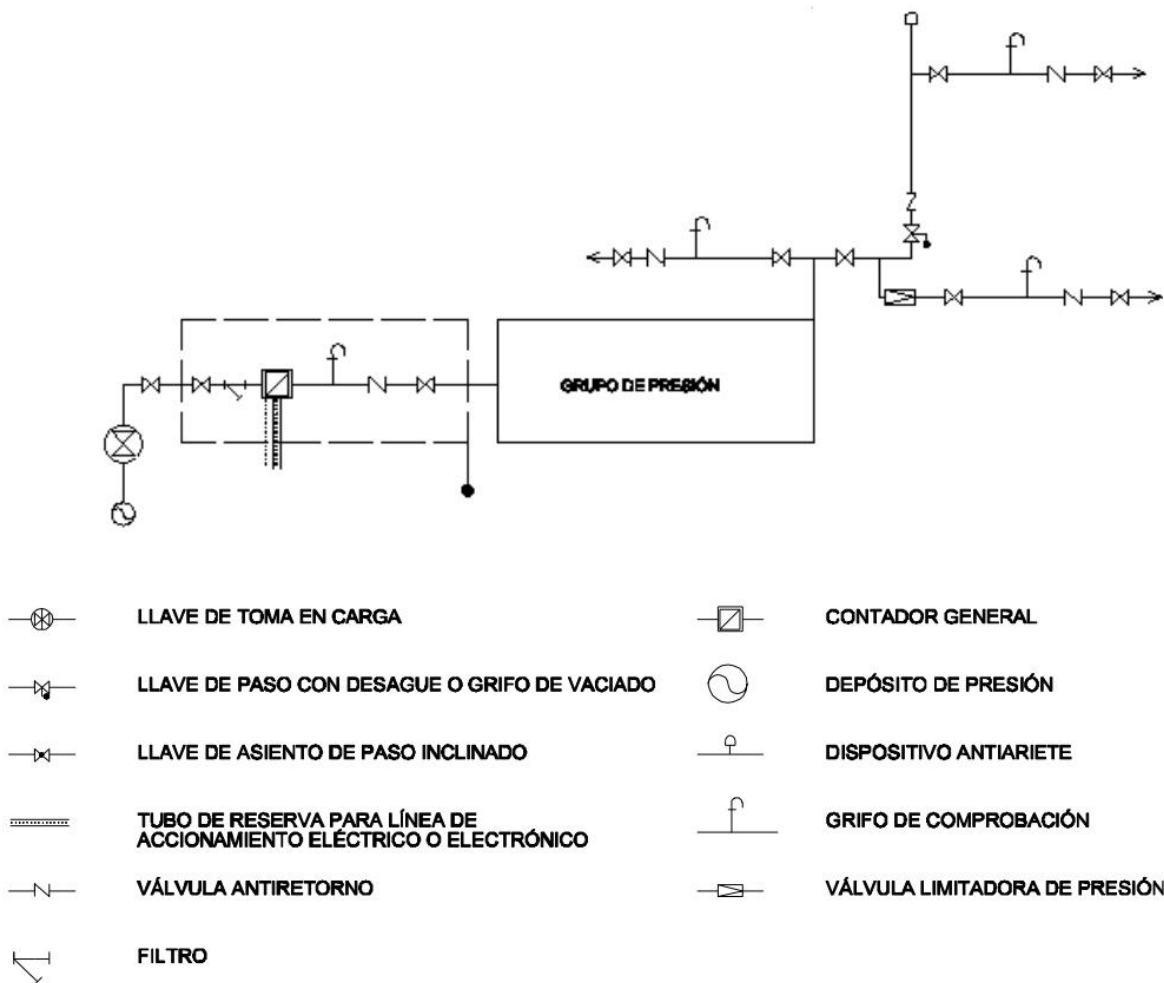 GRUPO DE PRESIÓN
LLAVE DE TOMA EN CARGA
CONTADOR GENERAL
LLAVE DE PASO CON DESAGUE O GRIFO DE VACIADO
DEPÓSITO DE PRESIÓN
LLAVE DE ASIENTO DE PASO INCLINADO
DISPOSITIVO ANTIARIETE
TUBO DE RESERVA PARA LÍNEA DE
ACCIONAMIENTO ELÉCTRICO O ELECTRÓNICO
GRIFO DE COMPROBACIÓN
VÁLVULA ANTIRETORNO
VÁLVULA LIMITADORA DE PRESIÓN
FILTRO